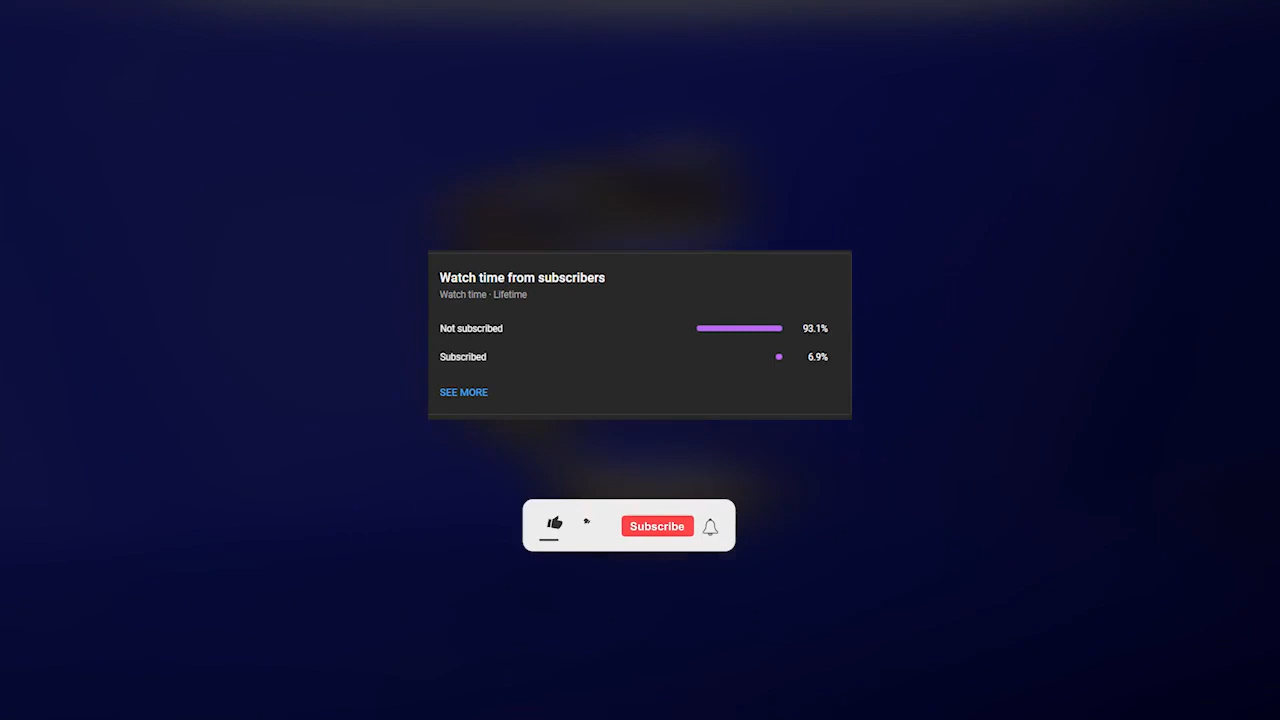 Watch time from subscribers
Watch time · Lifetime
Not subscribed 93.1%
Subscribed 6.9%
SEE MORE
Subscribe